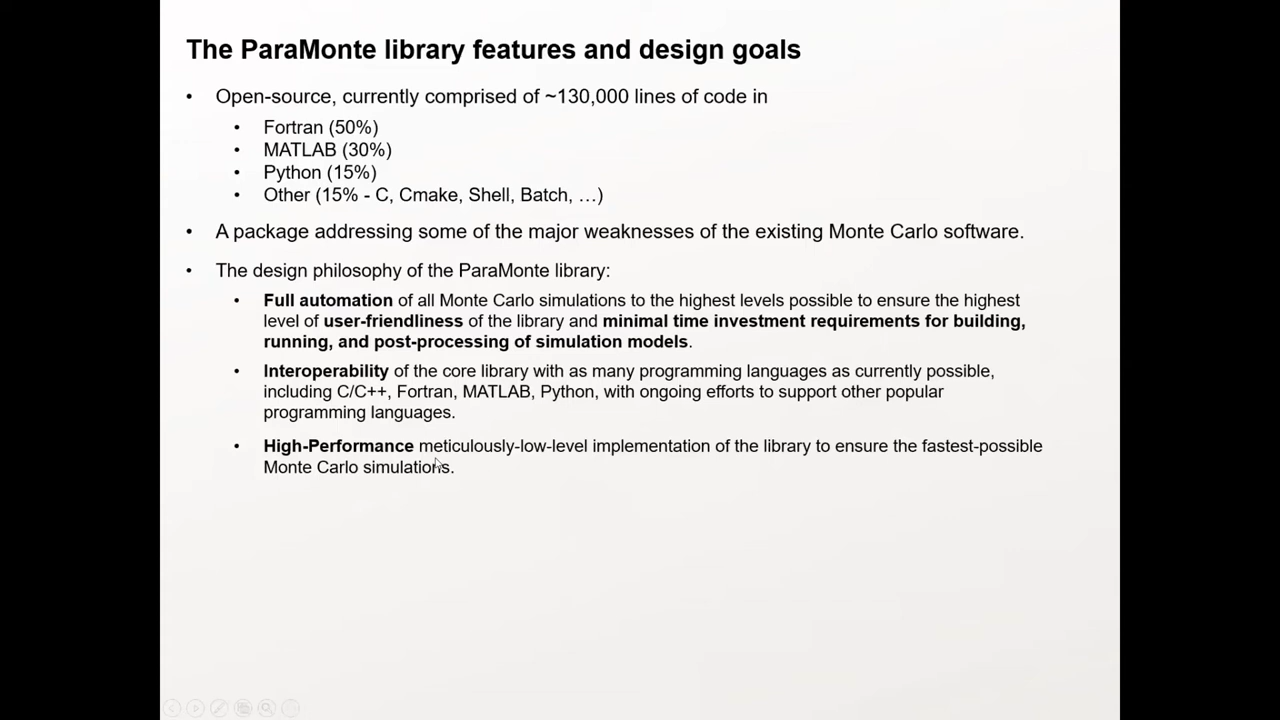 The ParaMonte library features and design goals
• Open-source, currently comprised of ~130,000 lines of code in
• Fortran (50%)
• MATLAB (30%)
• Python (15%)
• Other (15% - C, Cmake, Shell, Batch, …)
• A package addressing some of the major weaknesses of the existing Monte Carlo software.
• The design philosophy of the ParaMonte library:
• Full automation of all Monte Carlo simulations to the highest levels possible to ensure the highest
level of user-friendliness of the library and minimal time investment requirements for building,
running, and post-processing of simulation models.
• Interoperability of the core library with as many programming languages as currently possible,
including C/C++, Fortran, MATLAB, Python, with ongoing efforts to support other popular
programming languages.
• High-Performance meticulously-low-level implementation of the library to ensure the fastest-possible
Monte Carlo simulations.